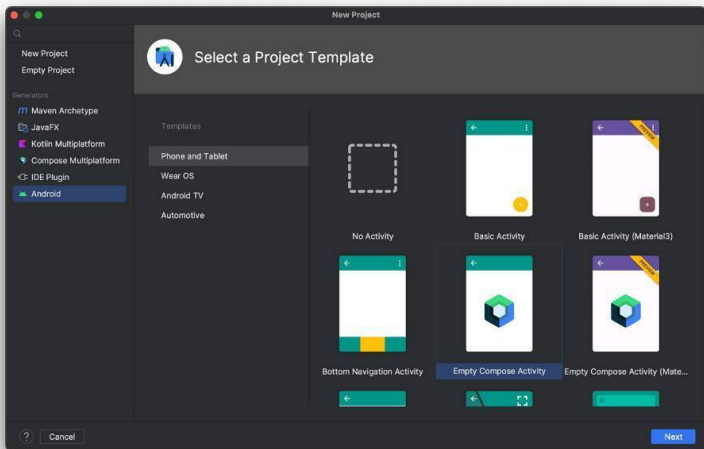 New Project
New Project
Empty Project
Generators
Maven Archetype
JavaFX
Kotlin Multiplatform
Compose Multiplatform
IDE Plugin
Android
Select a Project Template
Templates
Phone and Tablet
Wear OS
Android TV
Automotive
No Activity
Basic Activity
PREVIEW
Basic Activity (Material3)
Bottom Navigation Activity
Empty Compose Activity
PREVIEW
Empty Compose Activity (Mate...
?
Cancel
Next